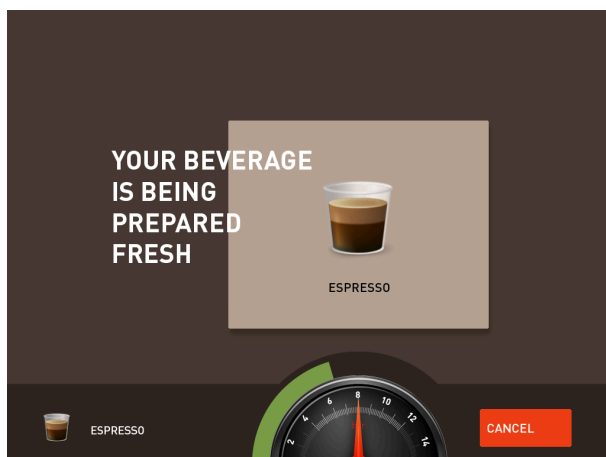 YOUR BEVERAGE
IS BEING
PREPARED
FRESH
ESPRESSO
2 4 6 8 10 12 14
ESPRESSO
CANCEL